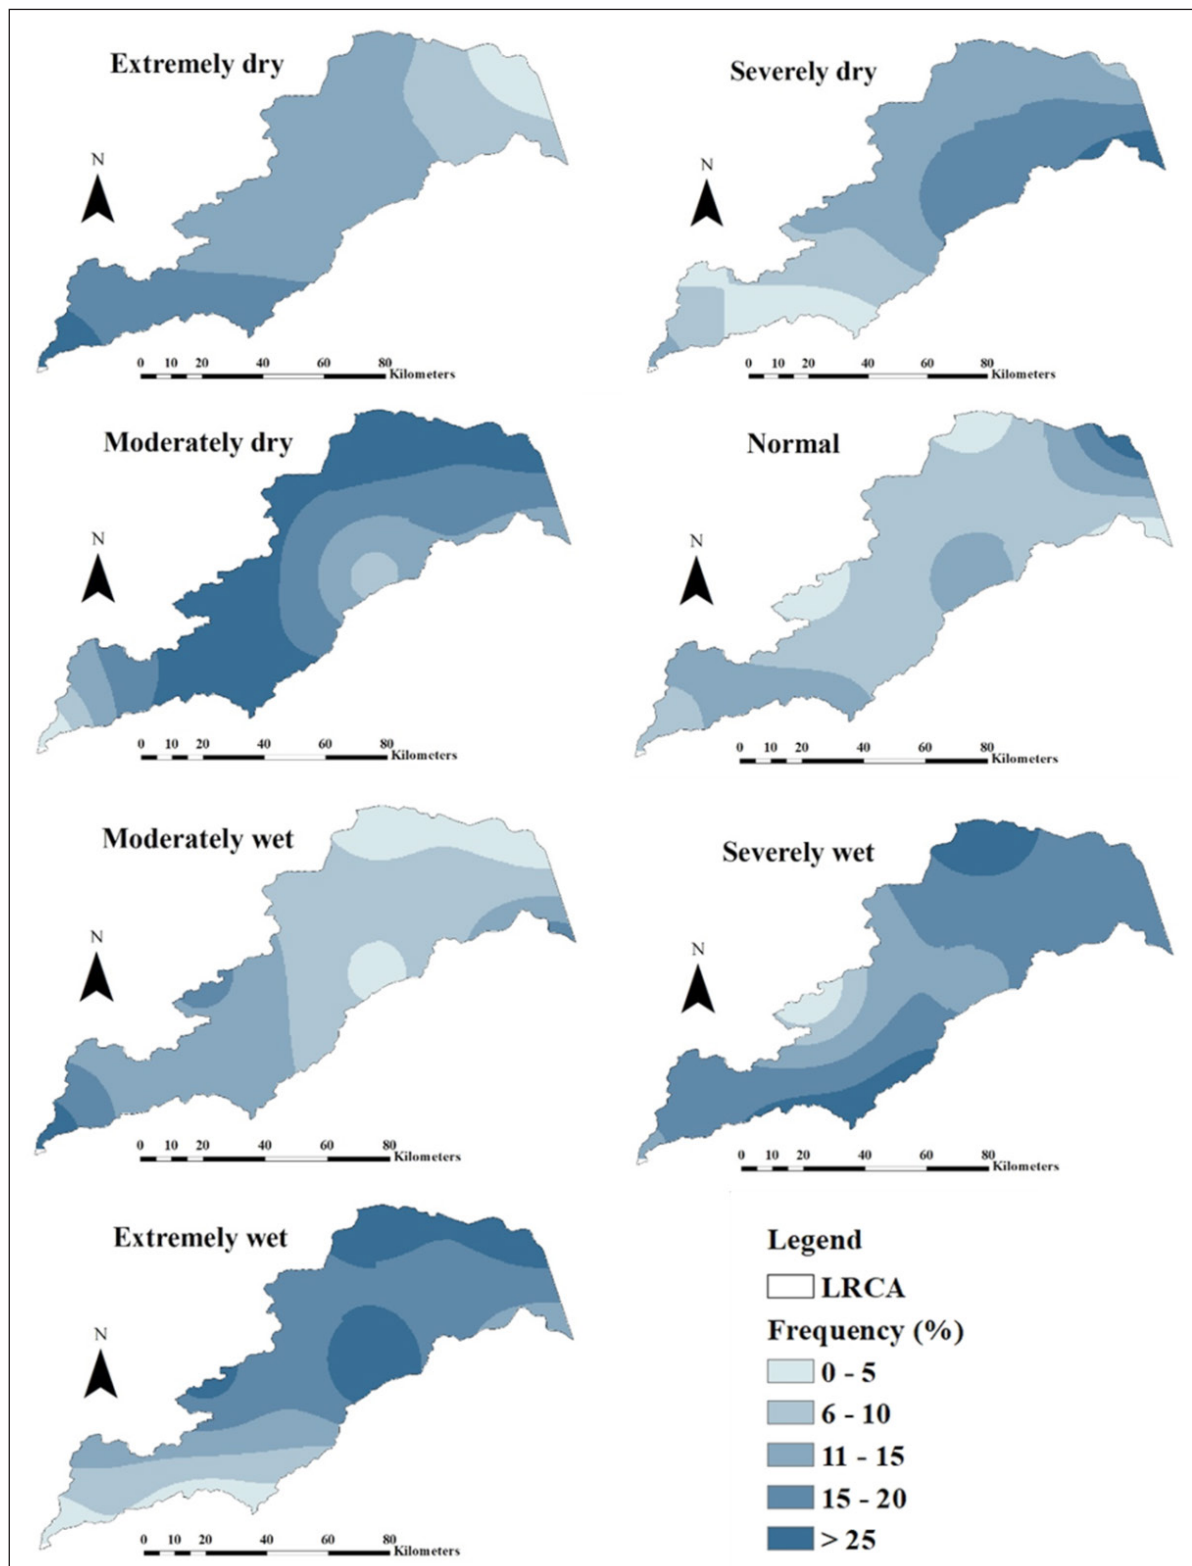 Extremely dry
N
0 10 20 40 60 80
Kilometers
Severely dry
N
0 10 20 40 60 80
Kilometers
Moderately dry
N
0 10 20 40 60 80
Kilometers
Normal
N
0 10 20 40 60 80
Kilometers
Moderately wet
N
0 10 20 40 60 80
Kilometers
Severely wet
N
0 10 20 40 60 80
Kilometers
Extremely wet
N
0 10 20 40 60 80
Kilometers
Legend
LRCA
Frequency (%)
0 - 5
6 - 10
11 - 15
15 - 20
> 25